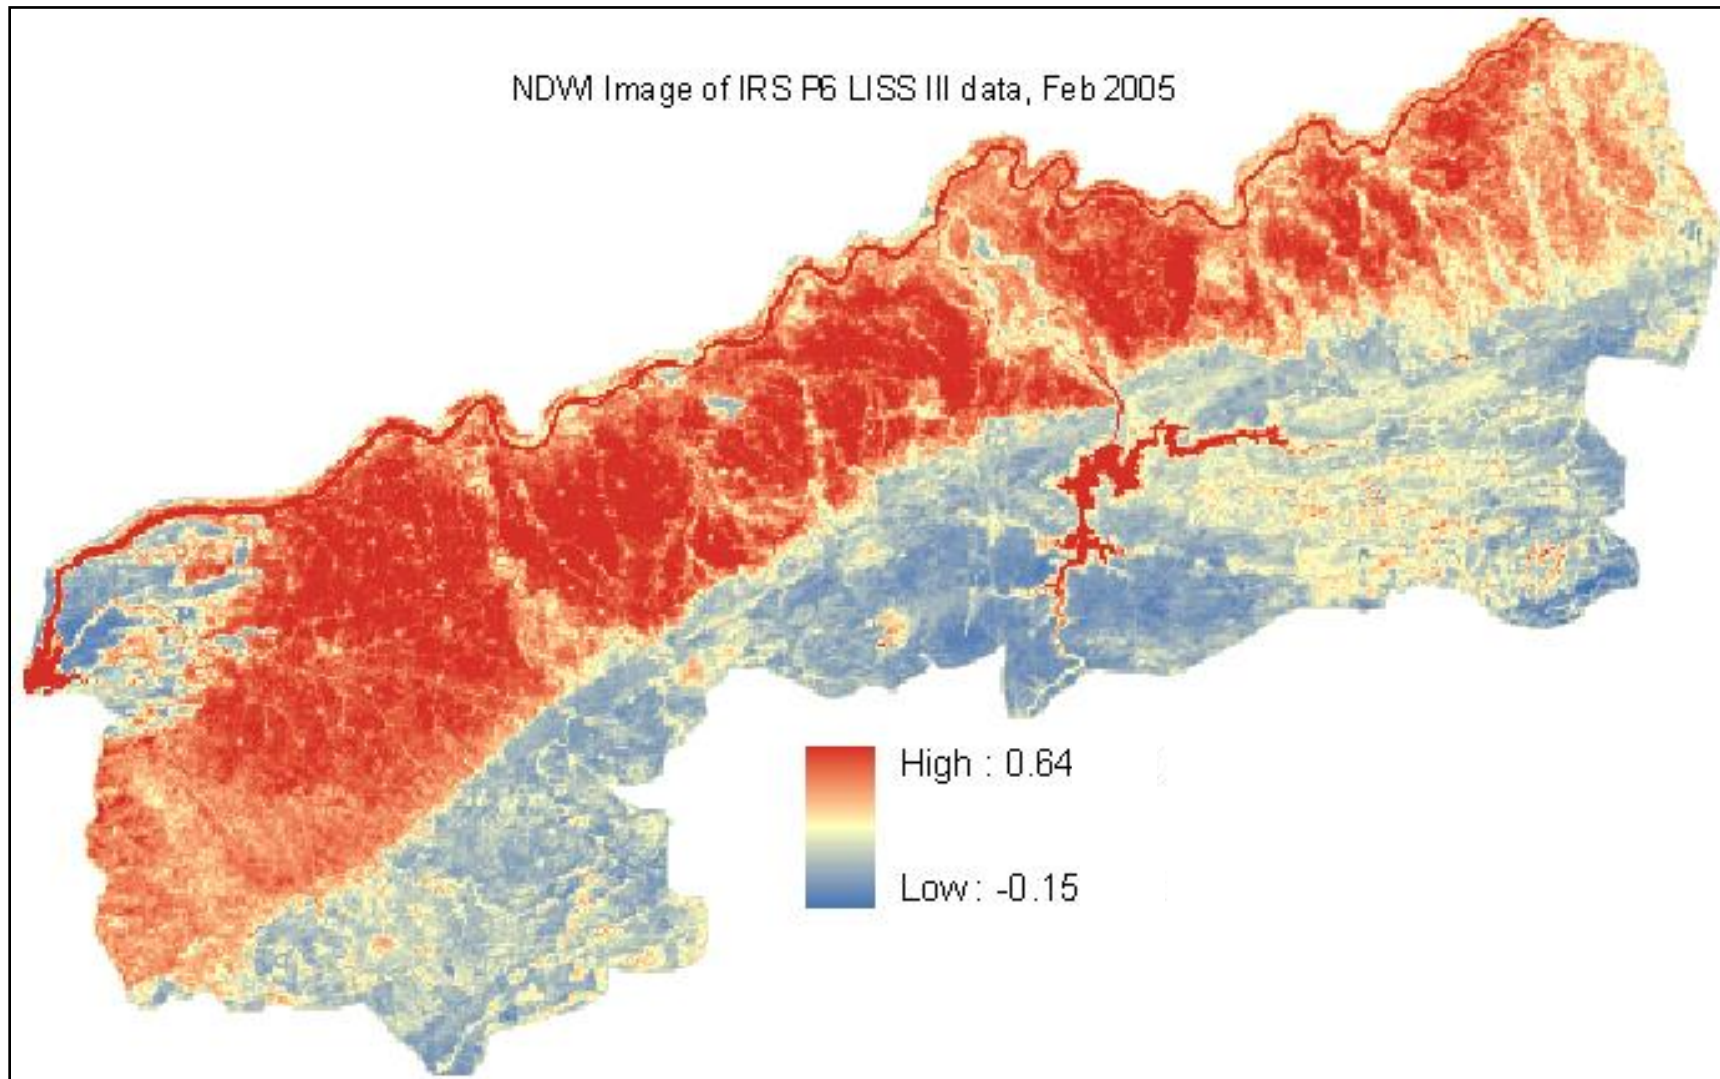 NDWI Image of IRS P6 LISS III data, Feb 2005
High : 0.64
Low : -0.15